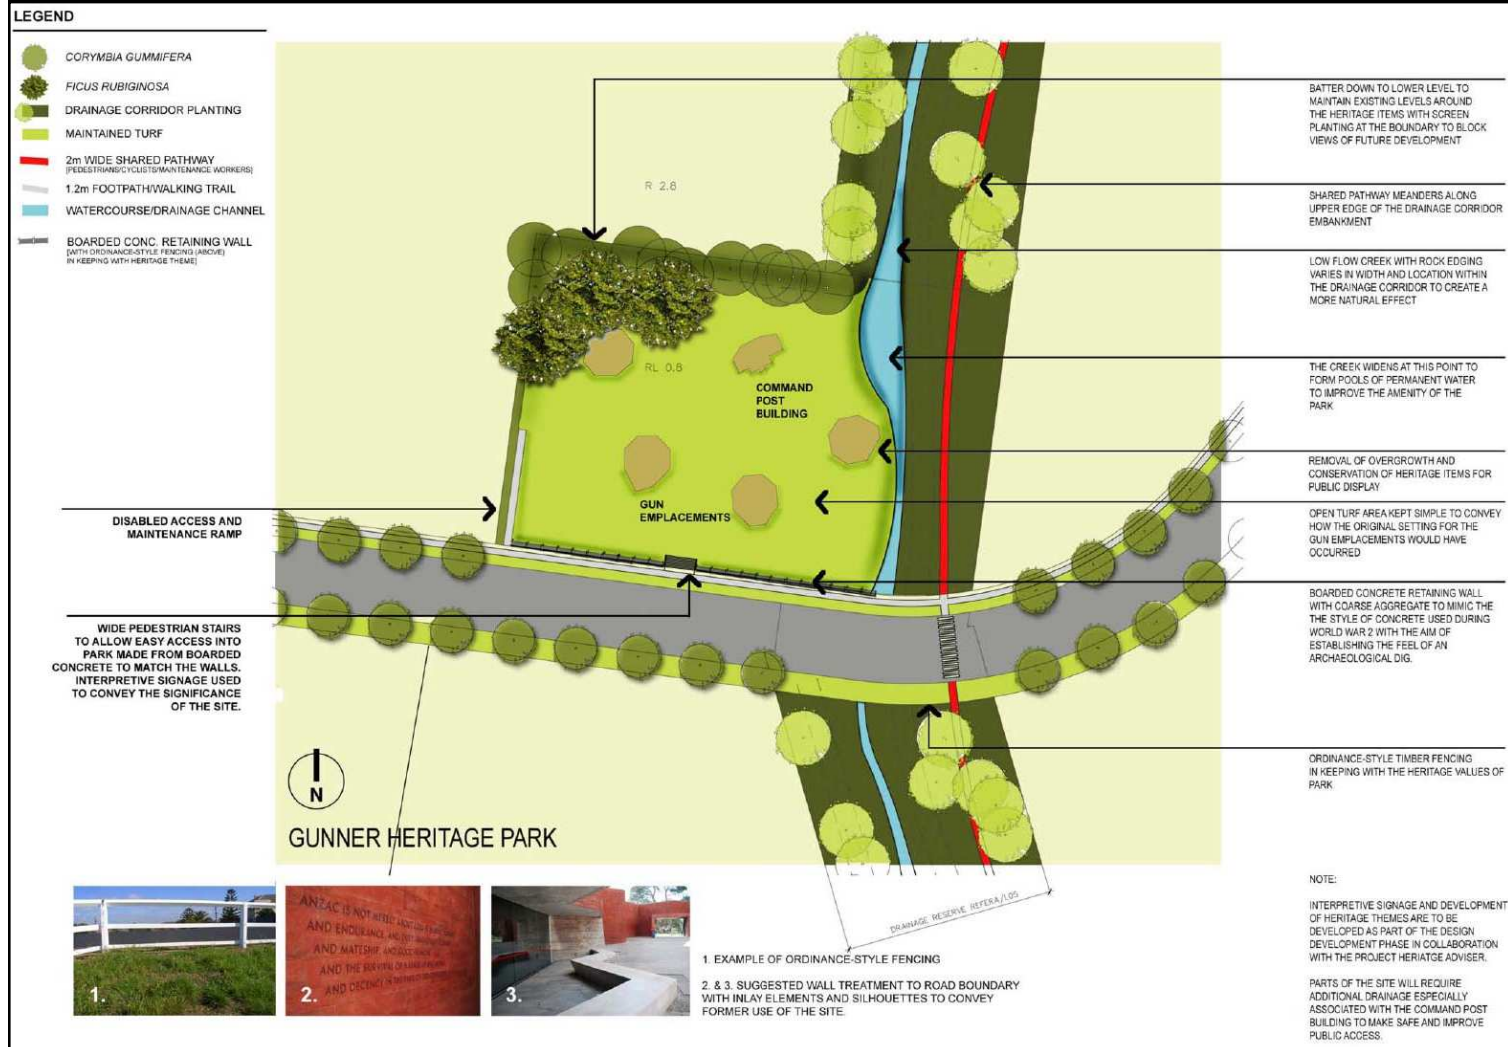 LEGEND
CORYMBIA GUMMIFERA
FICUS RUBIGINOSA
DRAINAGE CORRIDOR PLANTING
MAINTAINED TURF
2m WIDE SHARED PATHWAY
[PEDESTRIANS/CYCLISTS/MAINTENANCE WORKERS]
1.2m FOOTPATH/WALKING TRAIL
WATERCOURSE/DRAINAGE CHANNEL
BOARDED CONC. RETAINING WALL
[WITH ORDINANCE-STYLE FENCING (ABOVE)
IN KEEPING WITH HERITAGE THEME]
R 2.8
RL 0.8
COMMAND
POST
BUILDING
GUN
EMPLACEMENTS
DISABLED ACCESS AND
MAINTENANCE RAMP
WIDE PEDESTRIAN STAIRS
TO ALLOW EASY ACCESS INTO
PARK MADE FROM BOARDED
CONCRETE TO MATCH THE WALLS.
INTERPRETIVE SIGNAGE USED
TO CONVEY THE SIGNIFICANCE
OF THE SITE.
BATTER DOWN TO LOWER LEVEL TO
MAINTAIN EXISTING LEVELS AROUND
THE HERITAGE ITEMS WITH SCREEN
PLANTING AT THE BOUNDARY TO BLOCK
VIEWS OF FUTURE DEVELOPMENT
SHARED PATHWAY MEANDERS ALONG
UPPER EDGE OF THE DRAINAGE CORRIDOR
EMBANKMENT
LOW FLOW CREEK WITH ROCK EDGING
VARIES IN WIDTH AND LOCATION WITHIN
THE DRAINAGE CORRIDOR TO CREATE A
MORE NATURAL EFFECT
THE CREEK WIDENS AT THIS POINT TO
FORM POOLS OF PERMANENT WATER
TO IMPROVE THE AMENITY OF THE
PARK
REMOVAL OF OVERGROWTH AND
CONSERVATION OF HERITAGE ITEMS FOR
PUBLIC DISPLAY
OPEN TURF AREA KEPT SIMPLE TO CONVEY
HOW THE ORIGINAL SETTING FOR THE
GUN EMPLACEMENTS WOULD HAVE
OCCURRED
BOARDED CONCRETE RETAINING WALL
WITH COARSE AGGREGATE TO MIMIC THE
THE STYLE OF CONCRETE USED DURING
WORLD WAR 2 WITH THE AIM OF
ESTABLISHING THE FEEL OF AN
ARCHAEOLOGICAL DIG.
ORDINANCE-STYLE TIMBER FENCING
IN KEEPING WITH THE HERITAGE VALUES OF
PARK
N
GUNNER HERITAGE PARK
DRAINAGE RESERVE REFERA/LOS
1.
ANZAC IS NOT MERELY
AND ENDURANCE, AND
AND MATESHIP, AND GOOD
AND THE SURVIVAL OF
AND DECENCY IN
2.
3.
1. EXAMPLE OF ORDINANCE-STYLE FENCING
2. & 3. SUGGESTED WALL TREATMENT TO ROAD BOUNDARY
WITH INLAY ELEMENTS AND SILHOUETTES TO CONVEY
FORMER USE OF THE SITE.
NOTE:
INTERPRETIVE SIGNAGE AND DEVELOPMENT
OF HERITAGE THEMES ARE TO BE
DEVELOPED AS PART OF THE DESIGN
DEVELOPMENT PHASE IN COLLABORATION
WITH THE PROJECT HERIATGE ADVISER.
PARTS OF THE SITE WILL REQUIRE
ADDITIONAL DRAINAGE ESPECIALLY
ASSOCIATED WITH THE COMMAND POST
BUILDING TO MAKE SAFE AND IMPROVE
PUBLIC ACCESS.